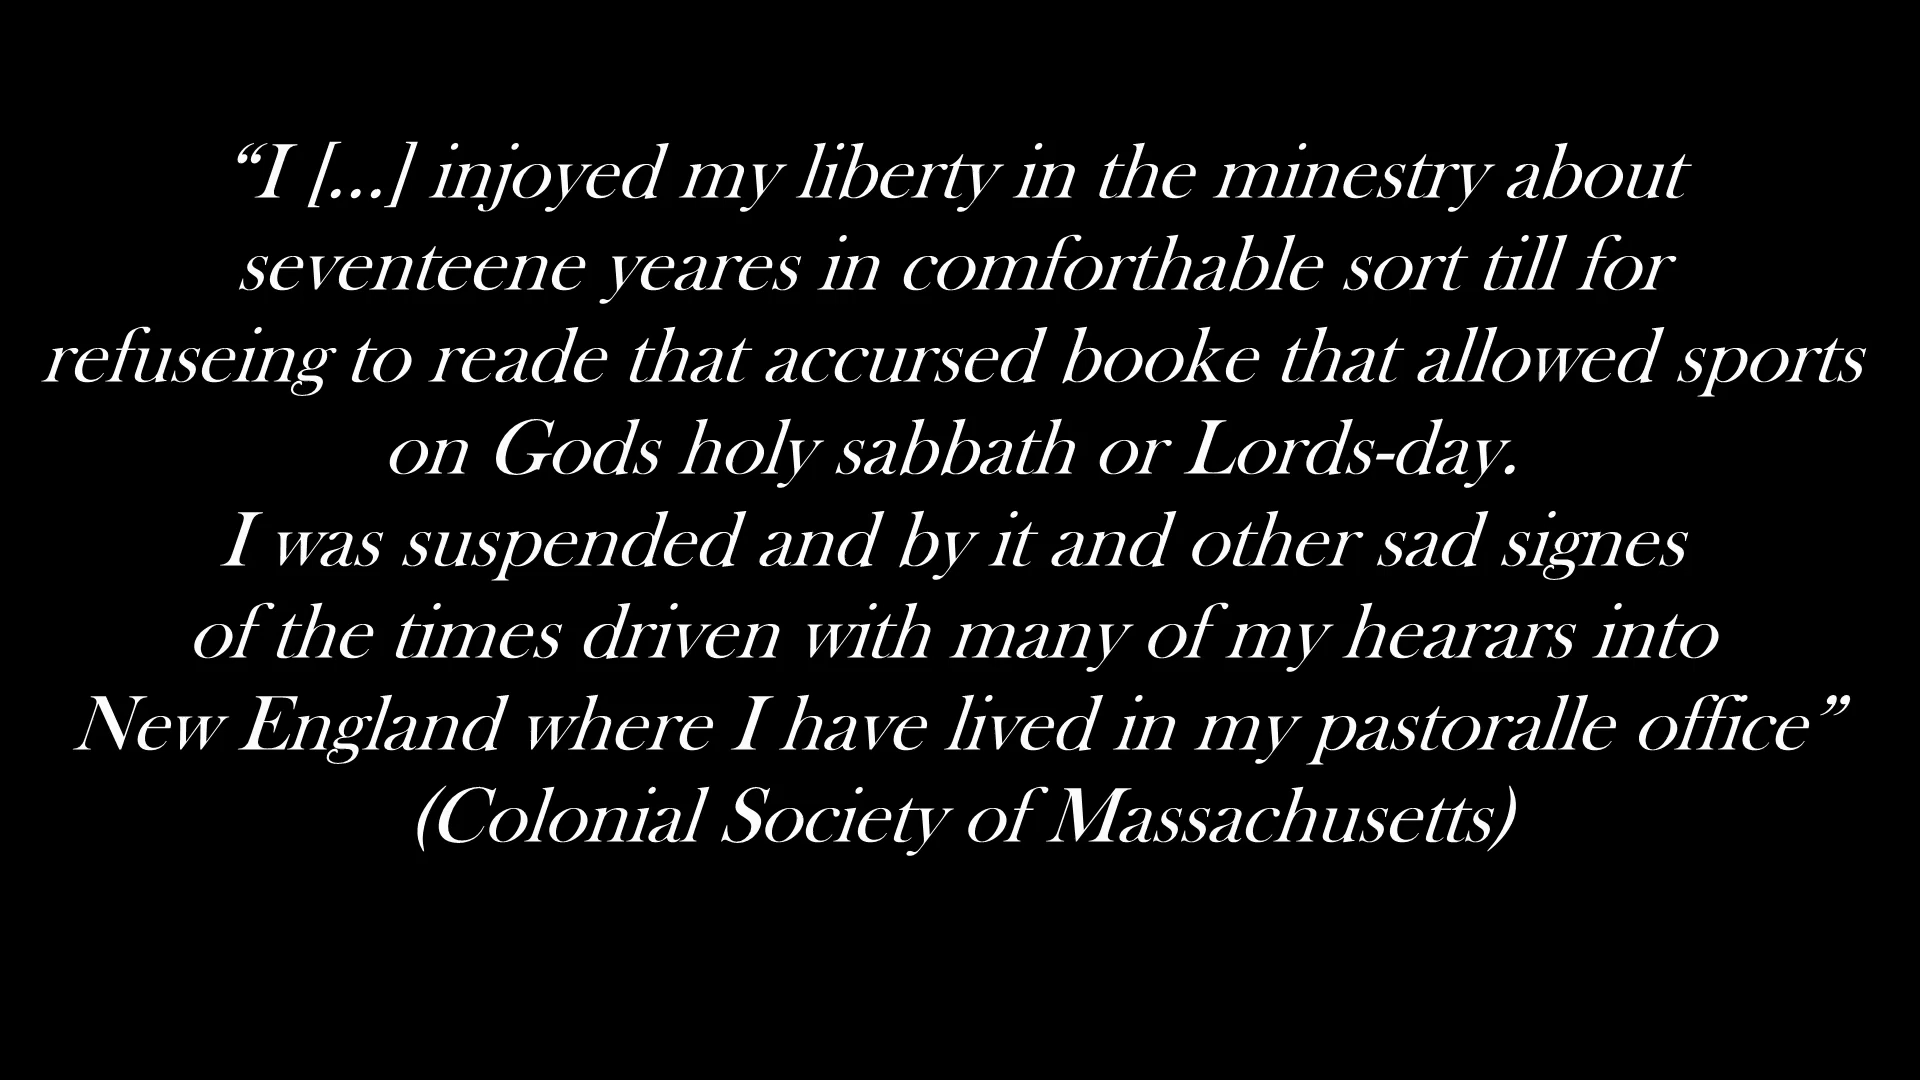 “I [...] injoyed my liberty in the minestry about
seventeene yeares in comforthable sort till for
refuseing to reade that accursed booke that allowed sports
on Gods holy sabbath or Lords-day.
I was suspended and by it and other sad signes
of the times driven with many of my hearars into
New England where I have lived in my pastoralle office”
(Colonial Society of Massachusetts)